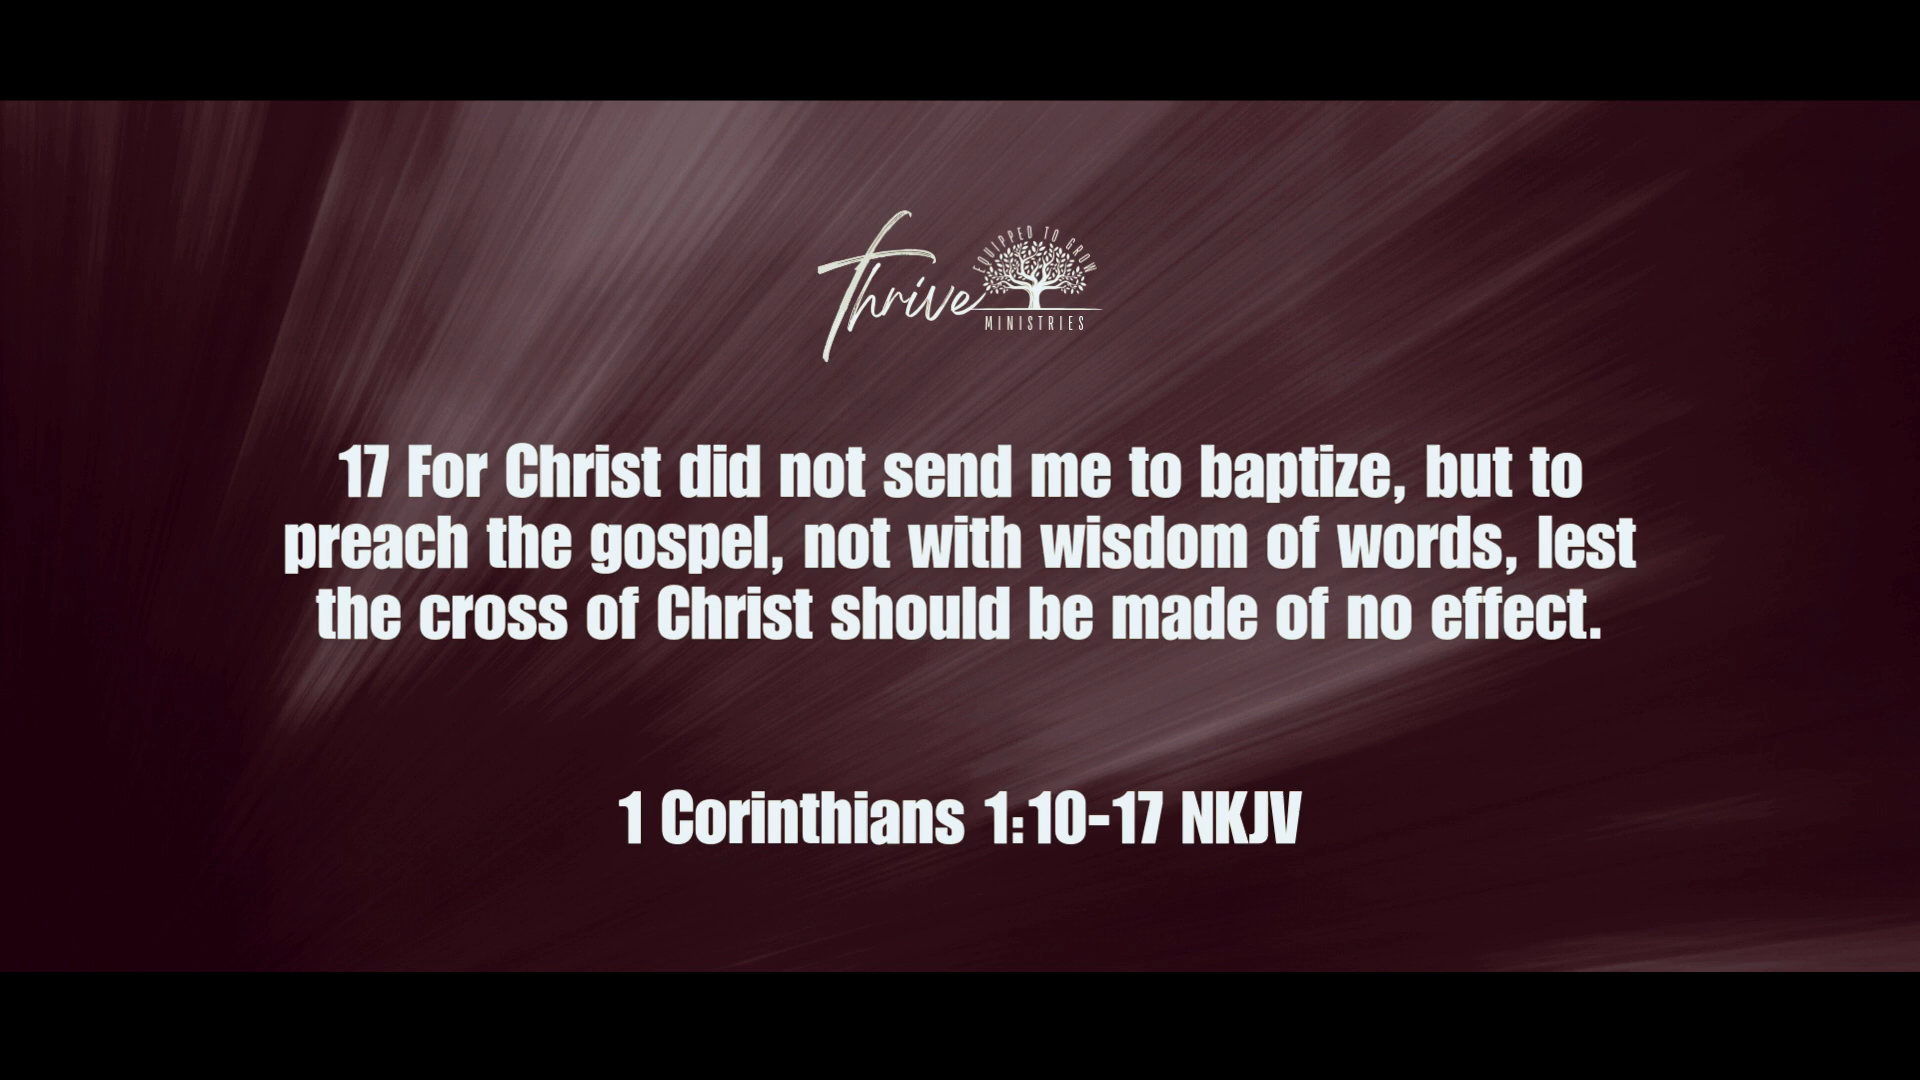 Thrive
EQUIPPED TO GROW
MINISTRIES
17 For Christ did not send me to baptize, but to
preach the gospel, not with wisdom of words, lest
the cross of Christ should be made of no effect.
1 Corinthians 1:10-17 NKJV